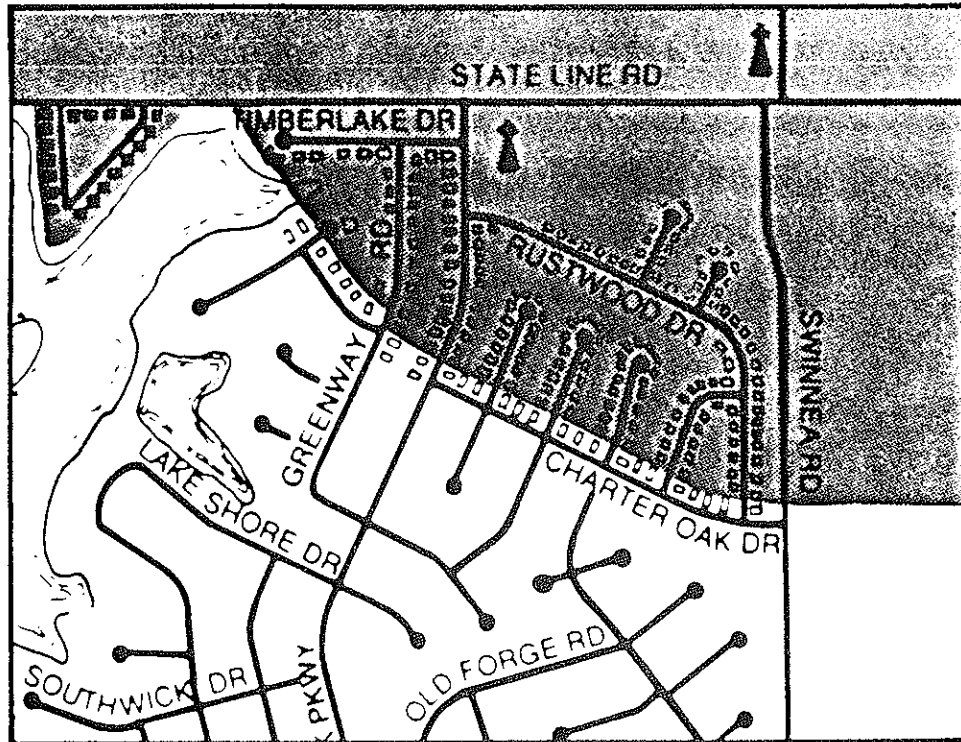 STATE LINE RD
IMBERLAKE DR
RD
RUSTWOOD DR
SWINNEA RD
GREENWAY
LAKE SHORE DR
CHARTER OAK DR
OLD FORGE RD
SOUTHWICK DR
PKWY